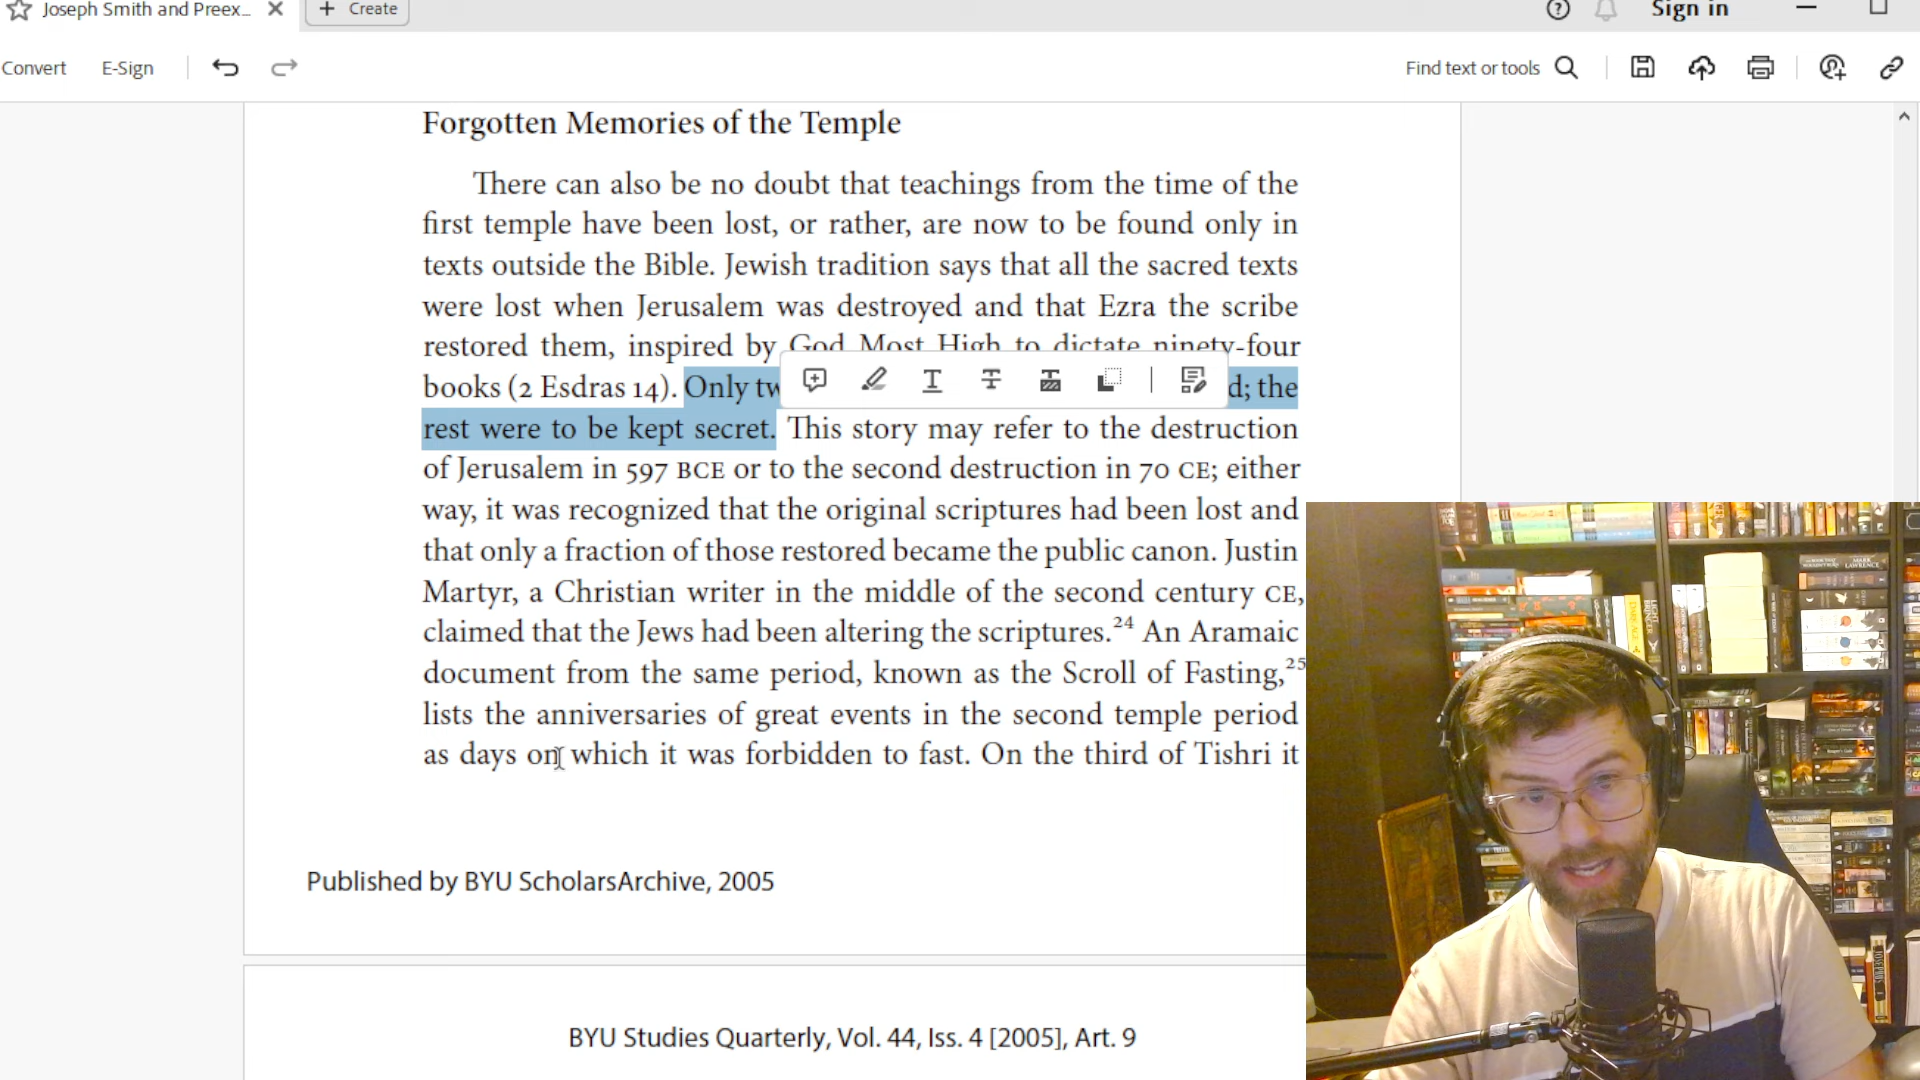 Joseph Smith and Preex...
Create
Sign in
Convert
E-Sign
Find text or tools
Forgotten Memories of the Temple
There can also be no doubt that teachings from the time of the
first temple have been lost, or rather, are now to be found only in
texts outside the Bible. Jewish tradition says that all the sacred texts
were lost when Jerusalem was destroyed and that Ezra the scribe
restored them, inspired by God Most High to dictate ninety-four
books (2 Esdras 14). Only the
rest were to be kept secret. This story may refer to the destruction
of Jerusalem in 597 BCE or to the second destruction in 70 CE; either
way, it was recognized that the original scriptures had been lost and
that only a fraction of those restored became the public canon. Justin
Martyr, a Christian writer in the middle of the second century CE,
claimed that the Jews had been altering the scriptures.24 An Aramaic
document from the same period, known as the Scroll of Fasting,25
lists the anniversaries of great events in the second temple period
as days on which it was forbidden to fast. On the third of Tishri it
Published by BYU ScholarsArchive, 2005
BYU Studies Quarterly, Vol. 44, Iss. 4 [2005], Art. 9